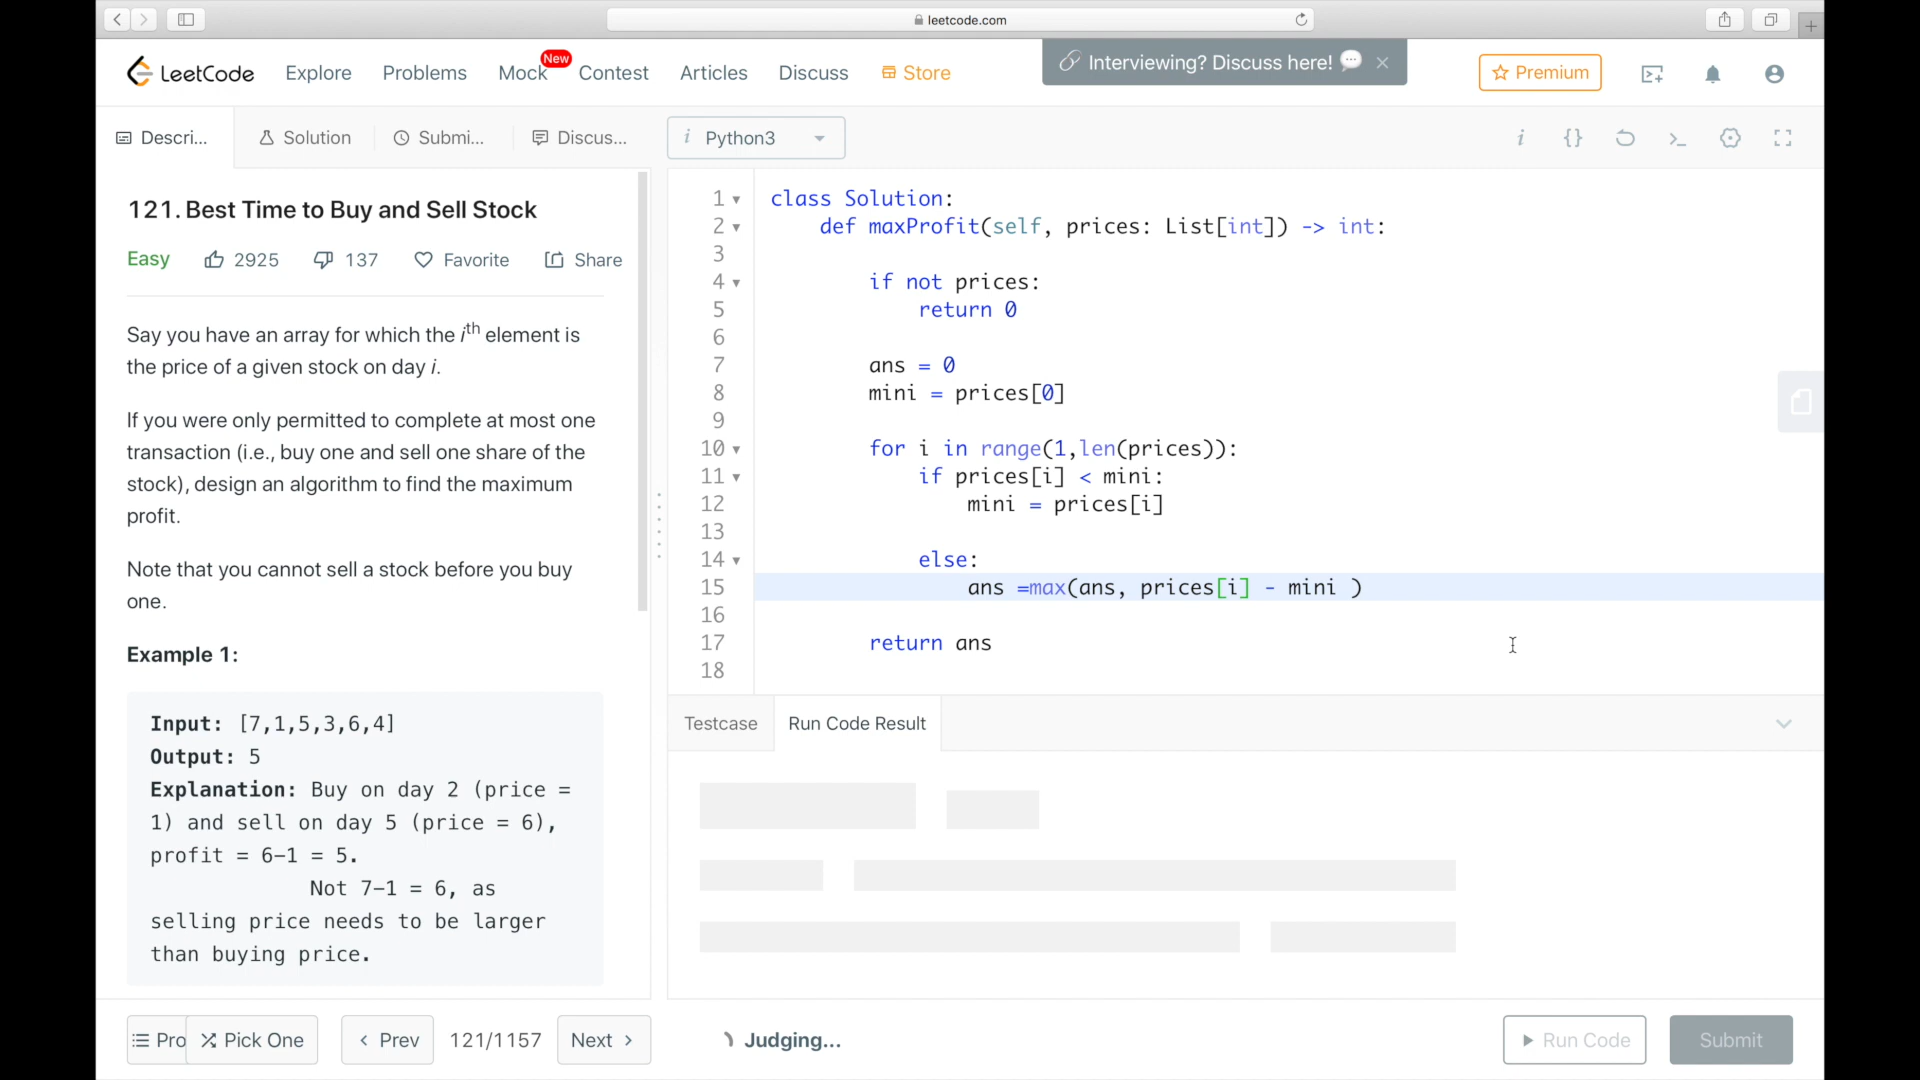 leetcode.com
LeetCode
Explore
Problems
Mock
New
Contest
Articles
Discuss
Store
Interviewing? Discuss here!
Premium
Descri...
Solution
Submi...
Discus...
i Python3
121. Best Time to Buy and Sell Stock
Easy
2925
137
Favorite
Share
Say you have an array for which the ith element is
the price of a given stock on day i.
If you were only permitted to complete at most one
transaction (i.e., buy one and sell one share of the
stock), design an algorithm to find the maximum
profit.
Note that you cannot sell a stock before you buy
one.
Example 1:
Input: [7,1,5,3,6,4]
Output: 5
Explanation: Buy on day 2 (price =
1) and sell on day 5 (price = 6),
profit = 6-1 = 5.
Not 7-1 = 6, as
selling price needs to be larger
than buying price.
1 class Solution:
2 def maxProfit(self, prices: List[int]) -> int:
3
4 if not prices:
5 return 0
6
7 ans = 0
8 mini = prices[0]
9
10 for i in range(1,len(prices)):
11 if prices[i] < mini:
12 mini = prices[i]
13
14 else:
15 ans =max(ans, prices[i] - mini )
16
17 return ans
18
Testcase
Run Code Result
Pro
Pick One
Prev
121/1157
Next
Judging...
Run Code
Submit